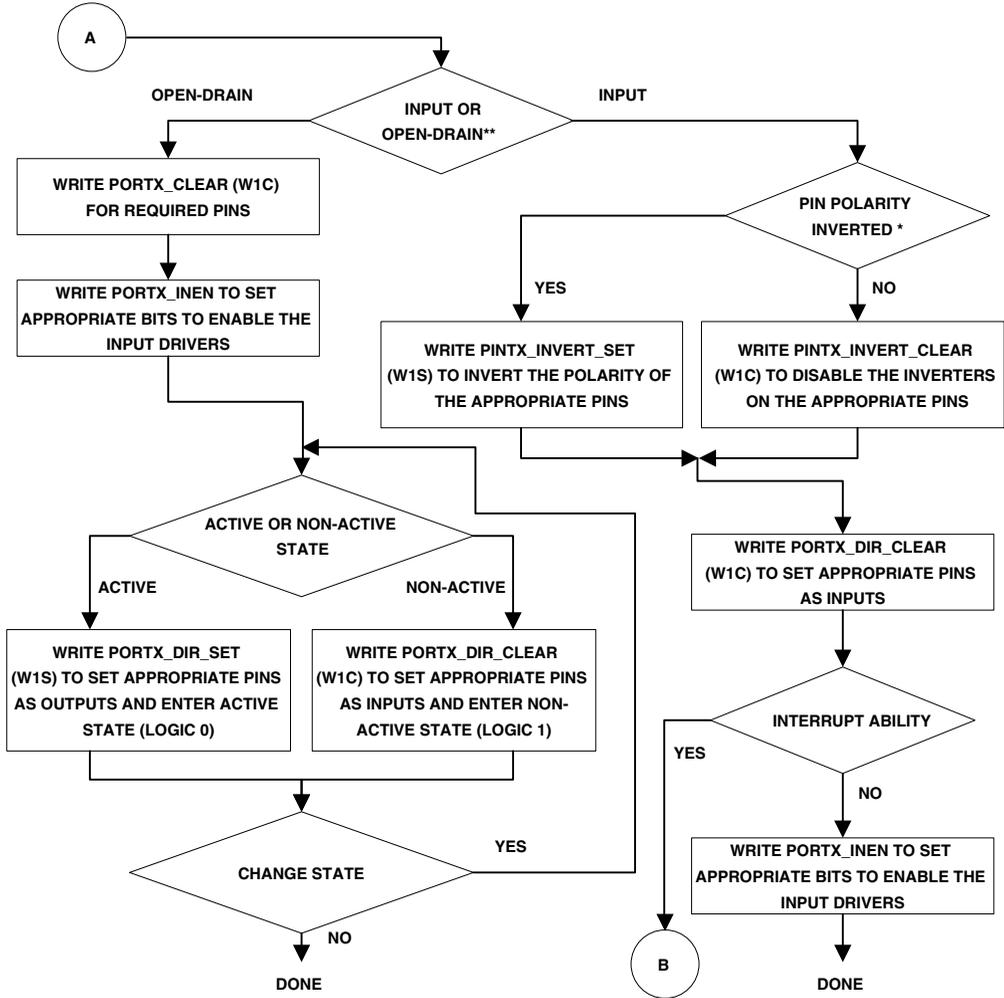 A
OPEN-DRAIN
INPUT OR
OPEN-DRAIN**
INPUT
WRITE PORTX_CLEAR (W1C)
FOR REQUIRED PINS
PIN POLARITY
INVERTED *
WRITE PORTX_INEN TO SET
APPROPRIATE BITS TO ENABLE THE
INPUT DRIVERS
YES
NO
WRITE PINTX_INVERT_SET
(W1S) TO INVERT THE POLARITY OF
THE APPROPRIATE PINS
WRITE PINTX_INVERT_CLEAR
(W1C) TO DISABLE THE INVERTERS
ON THE APPROPRIATE PINS
ACTIVE OR NON-ACTIVE
STATE
ACTIVE
NON-ACTIVE
WRITE PORTX_DIR_CLEAR
(W1C) TO SET APPROPRIATE PINS
AS INPUTS
WRITE PORTX_DIR_SET
(W1S) TO SET APPROPRIATE PINS
AS OUTPUTS AND ENTER ACTIVE
STATE (LOGIC 0)
WRITE PORTX_DIR_CLEAR
(W1C) TO SET APPROPRIATE PINS
AS INPUTS AND ENTER NON-
ACTIVE STATE (LOGIC 1)
INTERRUPT ABILITY
YES
NO
CHANGE STATE
YES
WRITE PORTX_INEN TO SET
APPROPRIATE BITS TO ENABLE THE
INPUT DRIVERS
NO
DONE
B
DONE